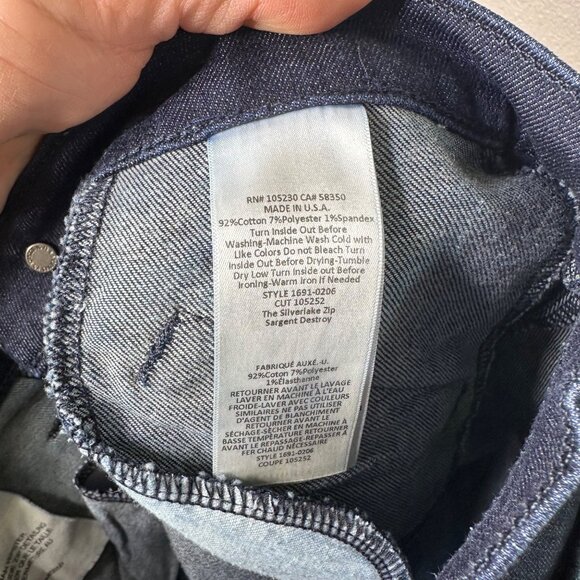 RN# 105230 CA# 58350
MADE IN U.S.A.
92%Cotton 7%Polyester 1%Spandex
Turn Inside Out Before
Washing-Machine Wash Cold with
Like Colors Do Not Bleach Turn
Inside Out Before Drying-Tumble
Dry Low Turn Inside Out Before
Ironing-Warm Iron if Needed
STYLE 1691-0206
CUT 105252
The Silverlake Zip
Sargent Destroy
FABRIQUÉ AUXÉ.-U.
92%Coton 7%Polyester
1%Élasthanne
RETOURNER AVANT LE LAVAGE
LAVER EN MACHINE À L'EAU
FROIDE-LAVER AVEC COULEURS
SIMILAIRES NE PAS UTILISER
D'AGENT DE BLANCHIMENT
RETOURNER AVANT LE
SÉCHAGE-SÉCHER EN MACHINE À
BASSE TEMPÉRATURE RETOURNER
AVANT LE REPASSAGE-REPASSER À
FER CHAUD NÉCESSAIRE
STYLE 1691-0206
COUPE 105252